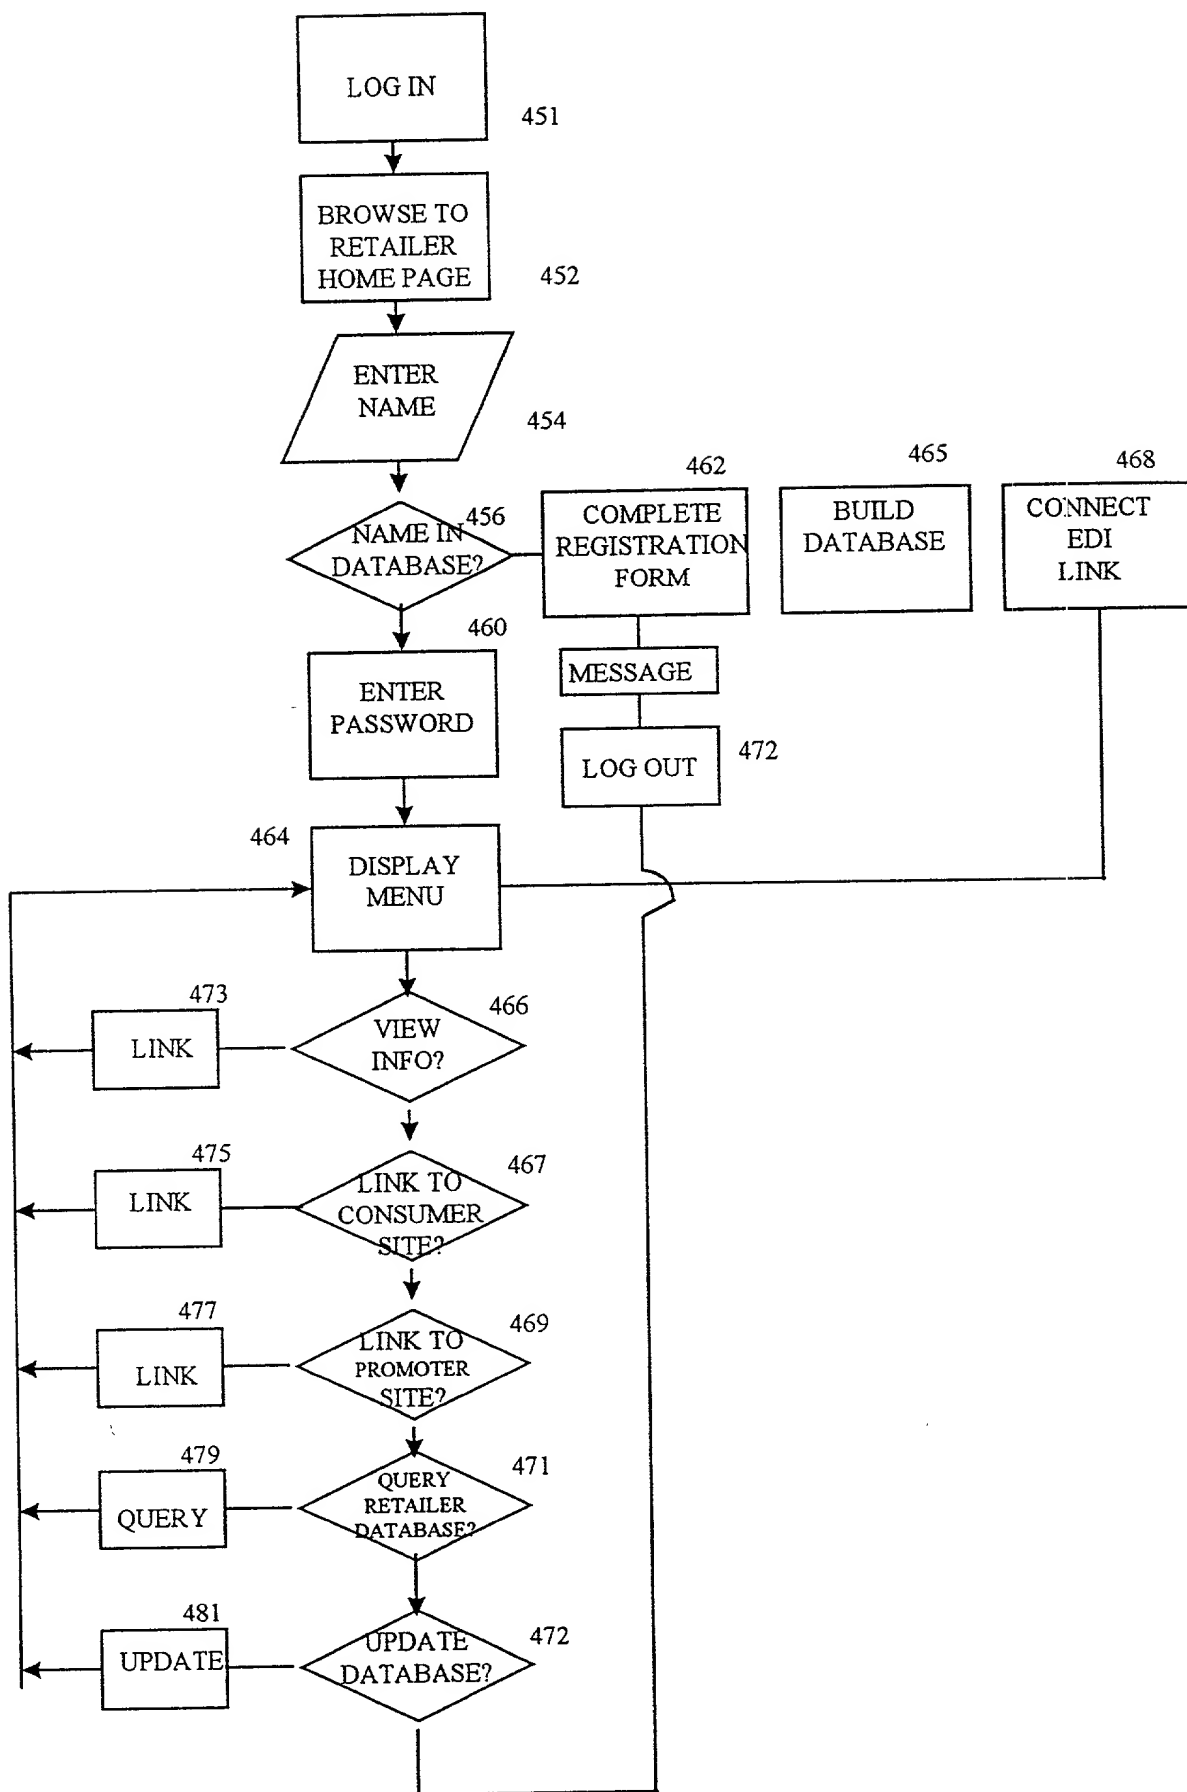 LOG IN
451
BROWSE TO
RETAILER
HOME PAGE
452
ENTER
NAME
454
456
NAME IN
DATABASE?
462
COMPLETE
REGISTRATION
FORM
465
BUILD
DATABASE
468
CONNECT
EDI
LINK
460
ENTER
PASSWORD
MESSAGE
LOG OUT
472
464
DISPLAY
MENU
473
LINK
466
VIEW
INFO?
475
LINK
467
LINK TO
CONSUMER
SITE?
477
LINK
469
LINK TO
PROMOTER
SITE?
479
QUERY
471
QUERY
RETAILER
DATABASE?
481
UPDATE
472
UPDATE
DATABASE?